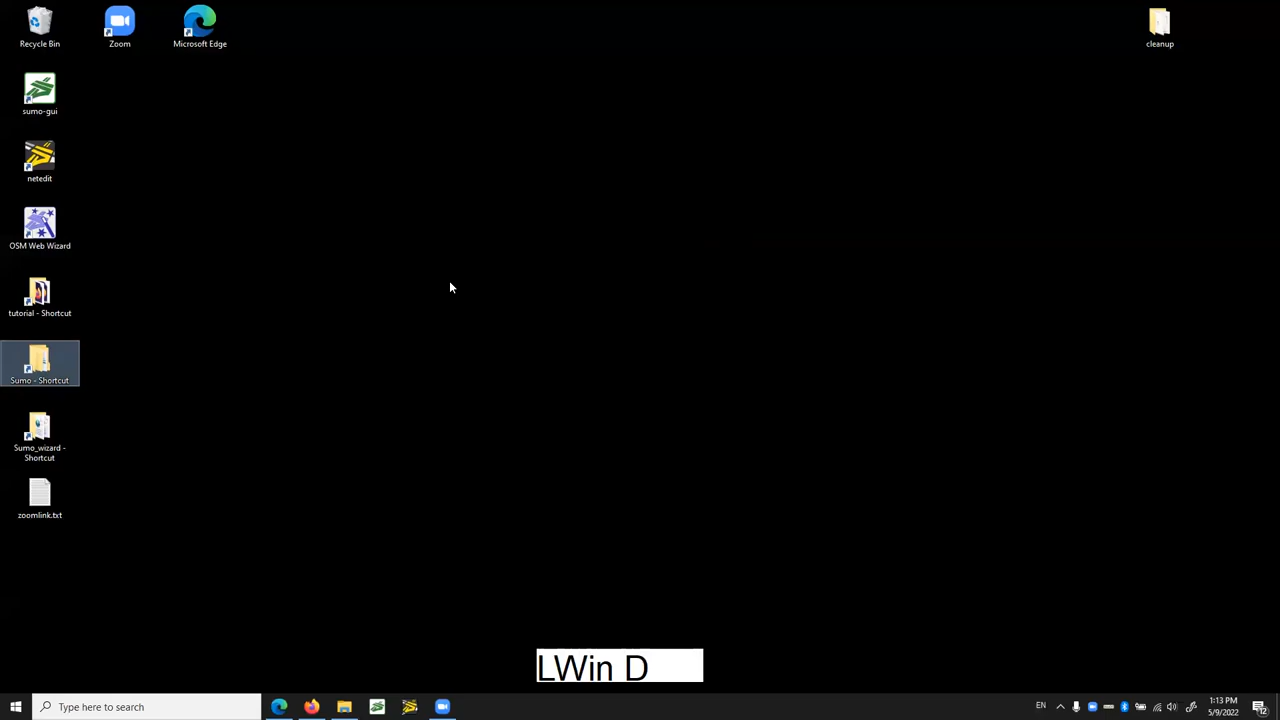 Recycle Bin
Zoom
Microsoft Edge
cleanup
sumo-gui
netedit
OSM Web Wizard
tutorial - Shortcut
Sumo - Shortcut
Sumo_wizard -
Shortcut
zoomlink.txt
LWin D
Type here to search
EN
1:13 PM
5/9/2022
12